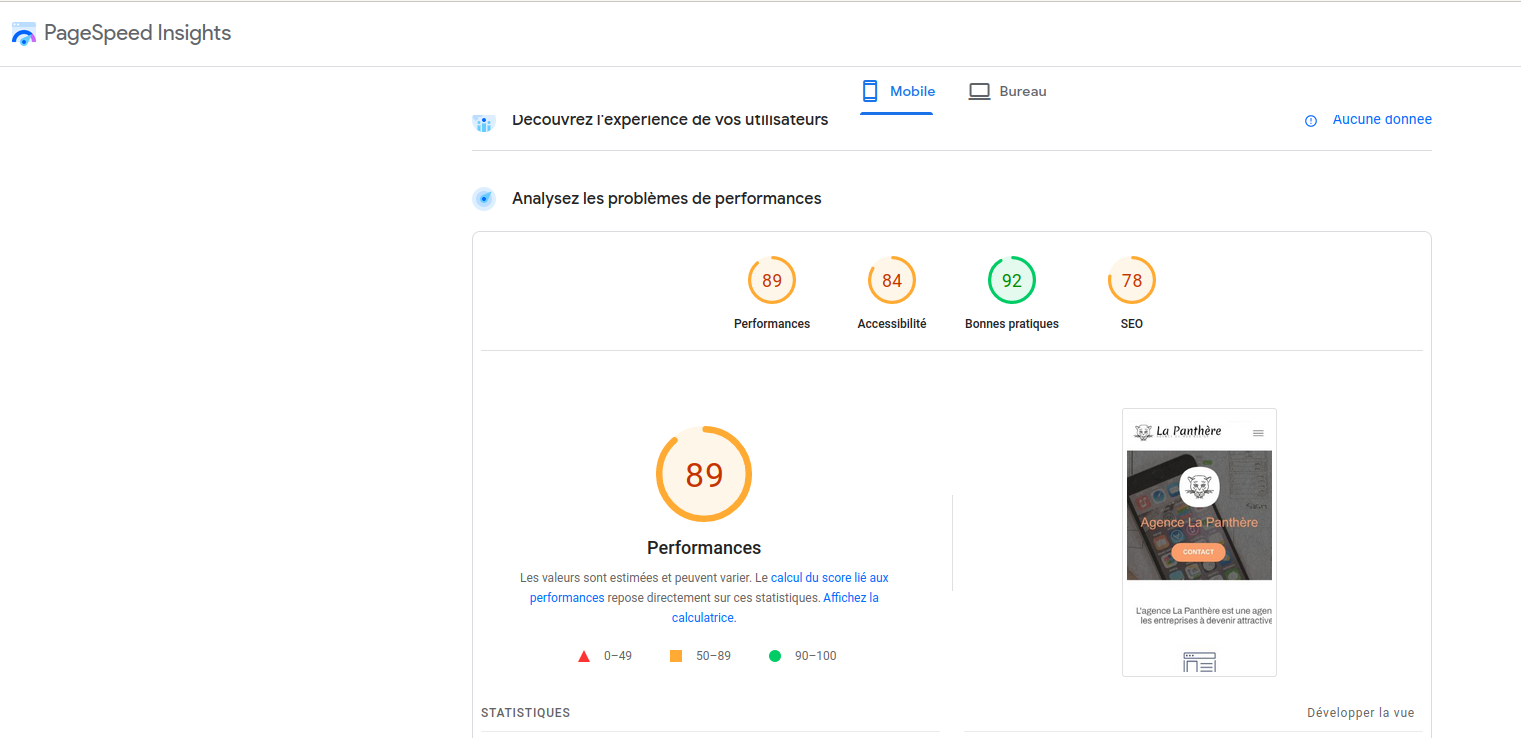 PageSpeed Insights
Mobile
Bureau
Découvrez l'expérience de vos utilisateurs
Aucune donnée
Analysez les problèmes de performances
89
84
92
78
Performances
Accessibilité
Bonnes pratiques
SEO
89
Performances
Les valeurs sont estimées et peuvent varier. Le calcul du score lié aux
performances repose directement sur ces statistiques. Affichez la
calculatrice.
0–49
50–89
90–100
La Panthère
Agence La Panthère
CONTACT
L'agence La Panthère est une agen
les entreprises à devenir attractive
STATISTIQUES
Développer la vue